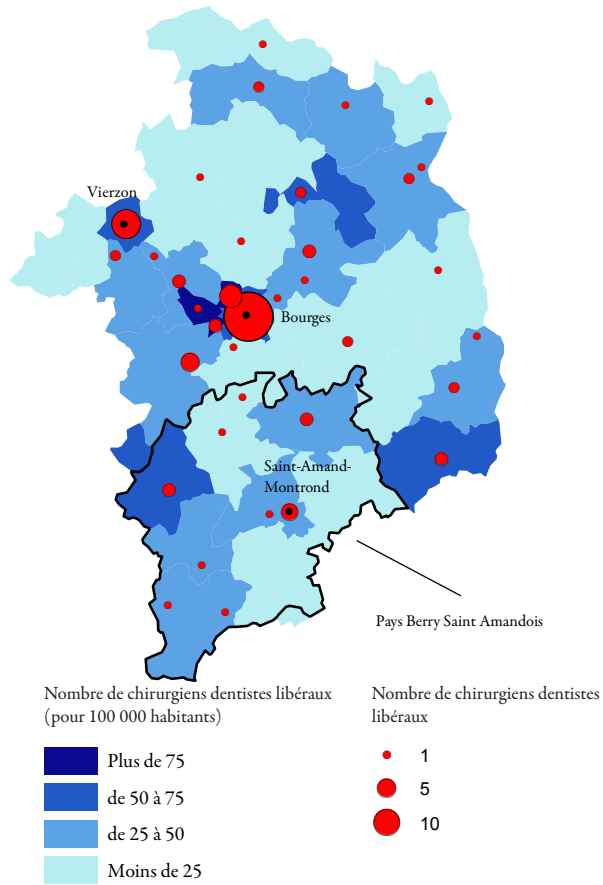 Vierzon
Bourges
Saint-Amand-
Montrond
Pays Berry Saint Amandois
Nombre de chirurgiens dentistes libéraux
(pour 100 000 habitants)
Plus de 75
de 50 à 75
de 25 à 50
Moins de 25
Nombre de chirurgiens dentistes
libéraux
1
5
10